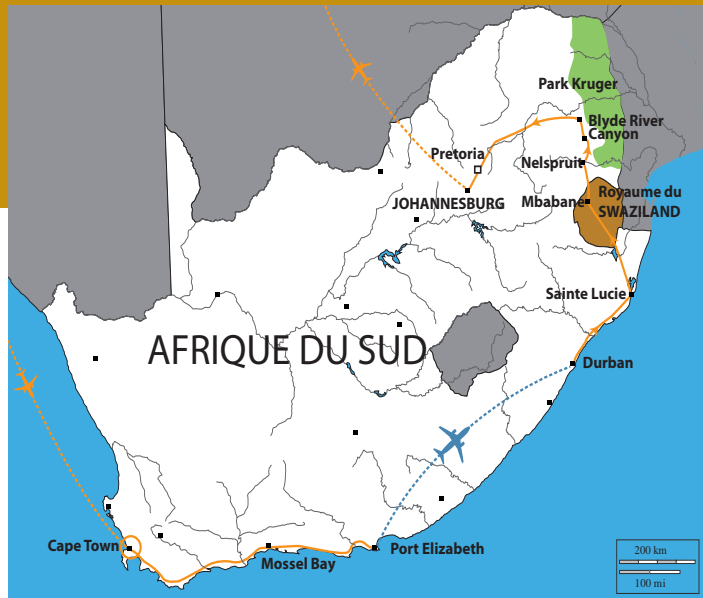 Park Kruger
Blyde River
Canyon
Pretoria
Nelspruit
JOHANNESBURG
Mbabane
Royaume du
SWAZILAND
Sainte Lucie
AFRIQUE DU SUD
Durban
Cape Town
Mossel Bay
Port Elizabeth
200 km
100 mi